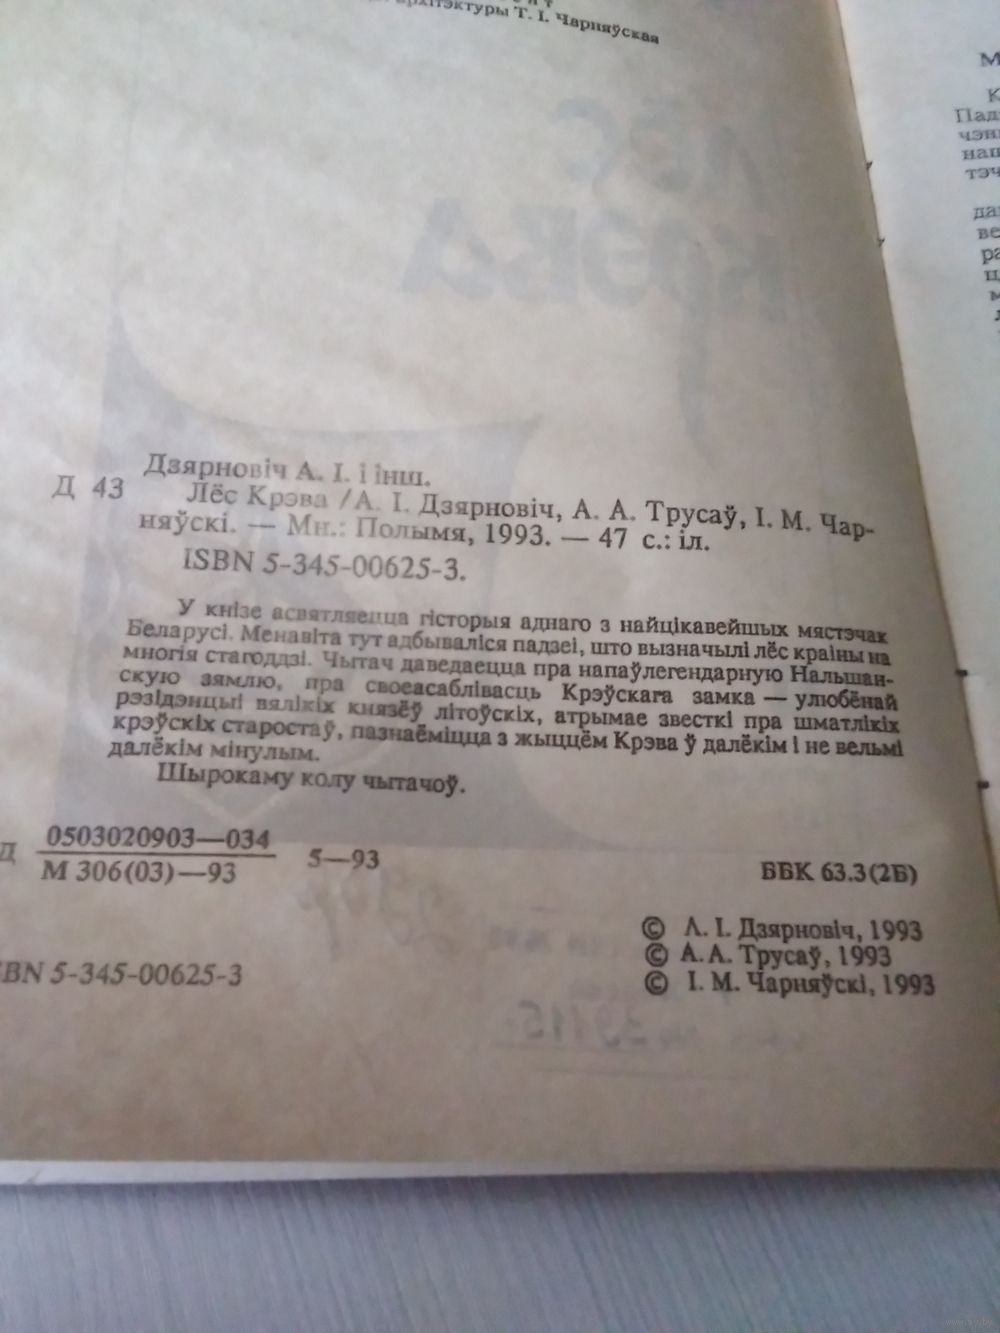 архітэктуры Т. І. Чарняўская
Дзярновіч А. І. і інш.
Д 43 Лёс Крэва /А. І. Дзярновіч, А. А. Трусаў, І. М. Чар-
няўскі. — Мн.: Полымя, 1993. — 47 с.: іл.
ISBN 5-345-00625-3.
У кнізе асвятляецца гісторыя аднаго з найцікавейшых мястэчак
Беларусі. Менавіта тут адбываліся падзеі, што вызначылі лёс краіны на
многія стагоддзі. Чытач даведаецца пра напаўлегендарную Нальшан-
скую зямлю, пра своеасаблівасць Крэўскага замка — улюбёнай
рэзідэнцыі вялікіх князёў літоўскіх, атрымае звесткі пра шматлікіх
крэўскіх старостаў, пазнаёміцца з жыццём Крэва ў далёкім і не вельмі
далёкім мінулым.
Шырокаму колу чытачоў.
Д 0503020903—034
М 306(03)—93 5—93
ББК 63.3(2Б)
© А. І. Дзярновіч, 1993
© А. А. Трусаў, 1993
BN 5-345-00625-3 © І. М. Чарняўскі, 1993